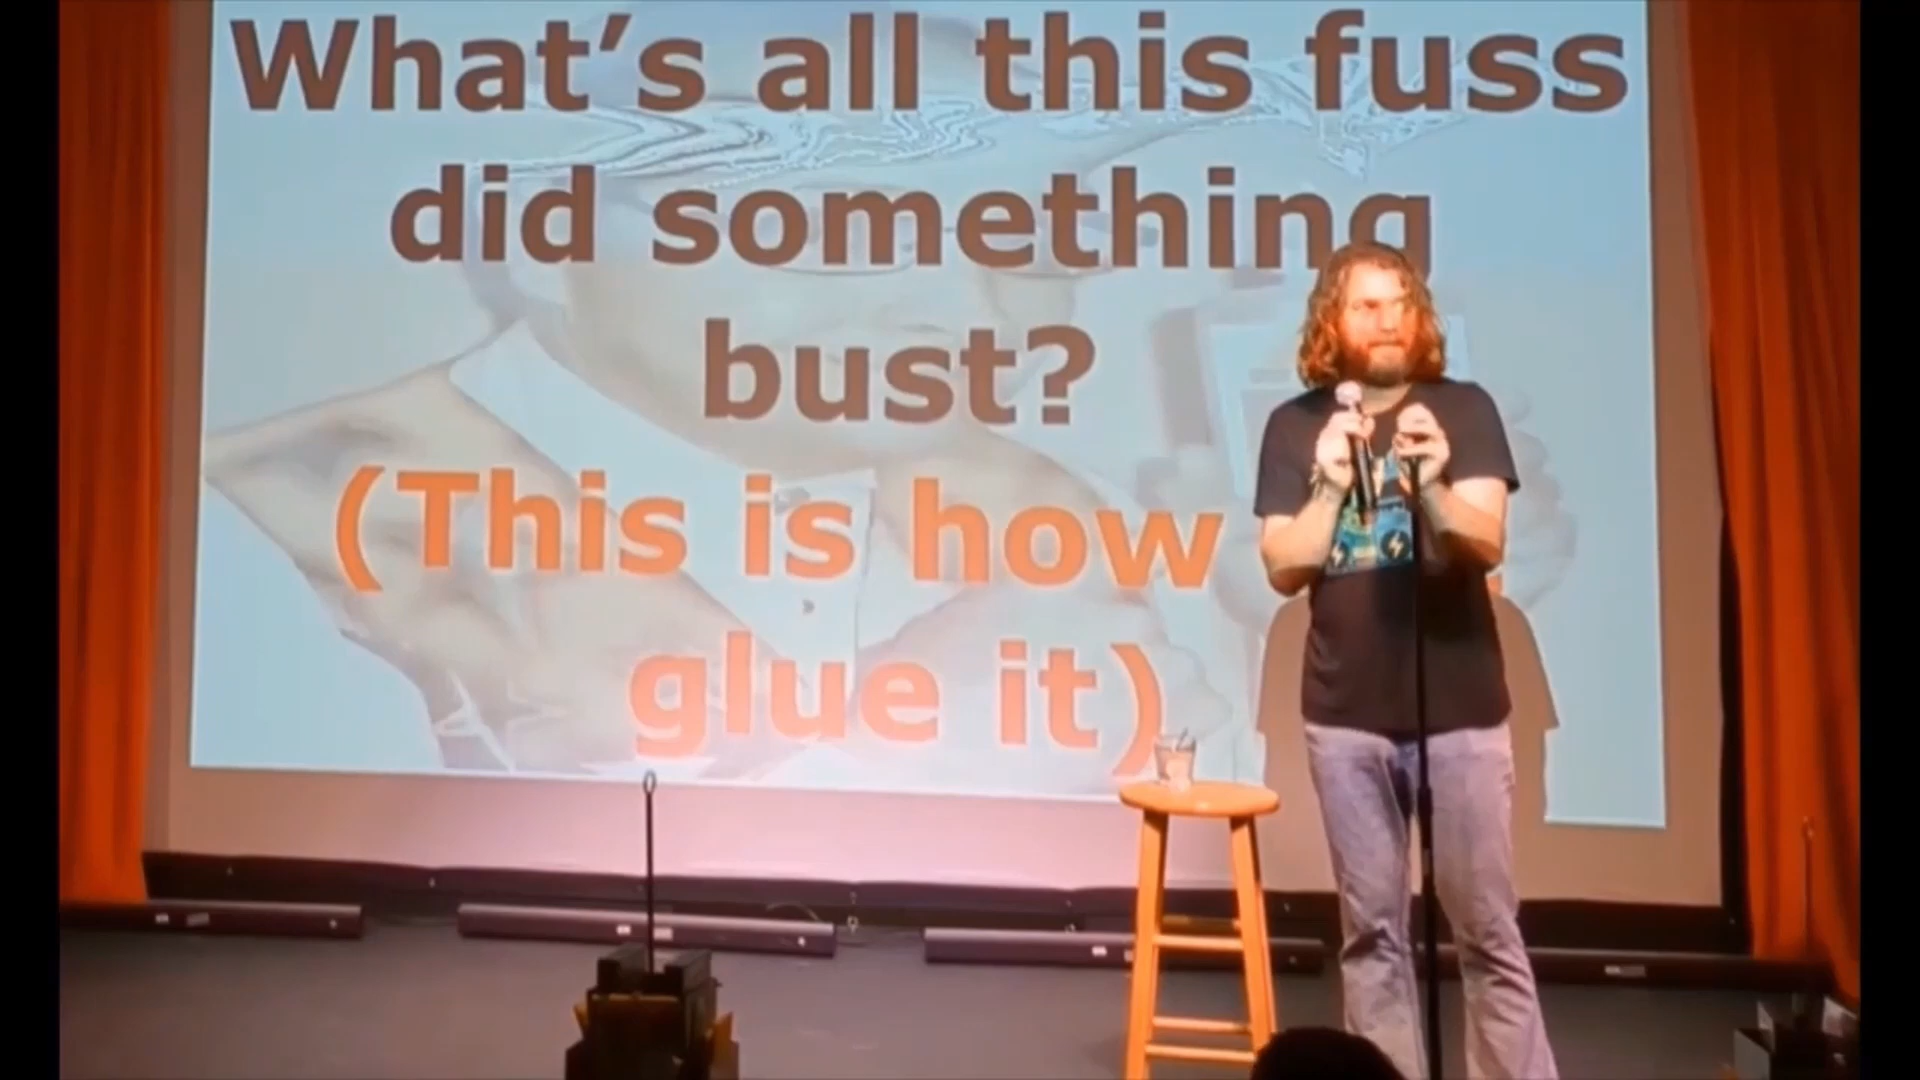 What's all this fuss
did something
bust?
(This is how
glue it)